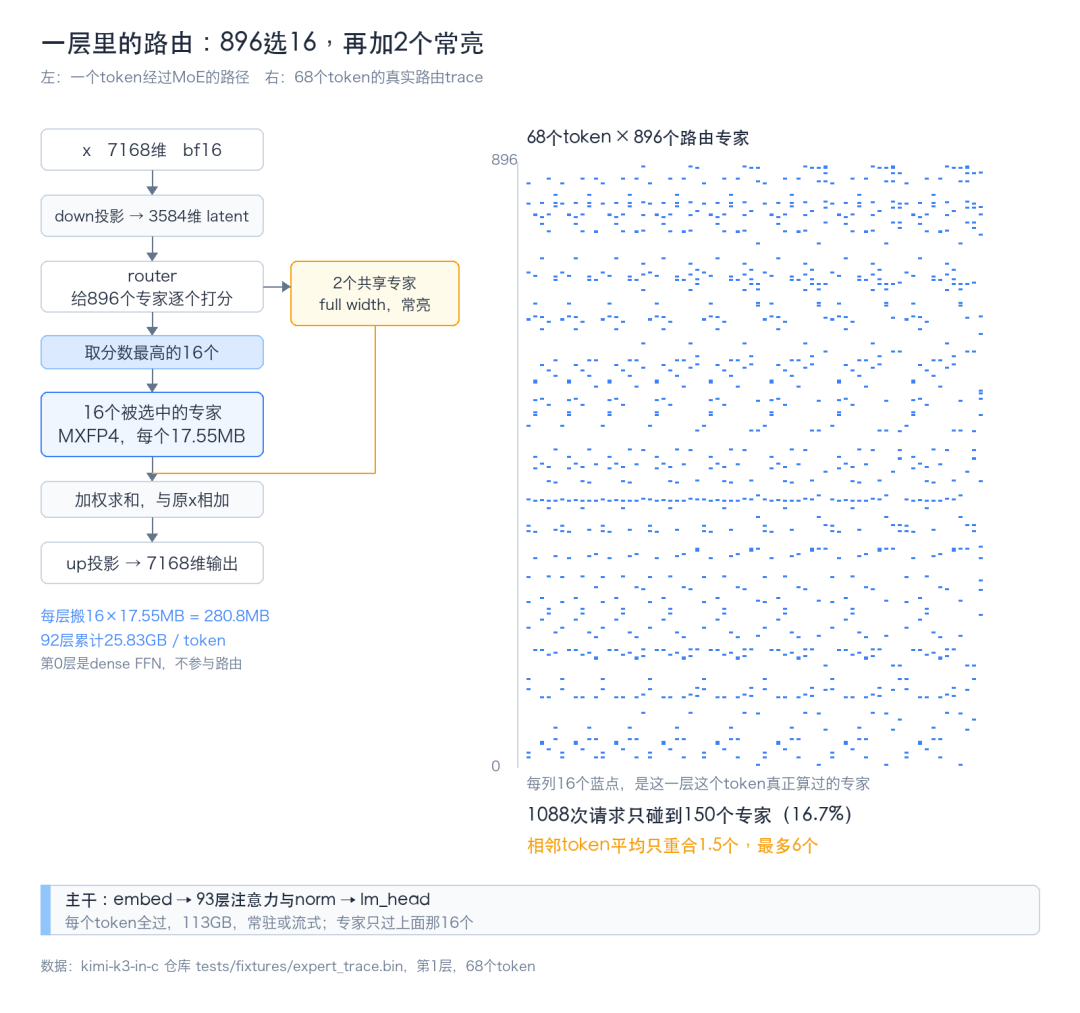 一层里的路由：896选16，再加2个常亮
左：一个token经过MoE的路径　右：68个token的真实路由trace
x　7168维　bf16
down投影 → 3584维 latent
router
给896个专家逐个打分
2个共享专家
full width，常亮
取分数最高的16个
16个被选中的专家
MXFP4，每个17.55MB
加权求和，与原x相加
up投影 → 7168维输出
每层搬16×17.55MB = 280.8MB
92层累计25.83GB / token
第0层是dense FFN，不参与路由
68个token × 896个路由专家
896
0
每列16个蓝点，是这一层这个token真正算过的专家
1088次请求只碰到150个专家（16.7%）
相邻token平均只重合1.5个，最多6个
主干：embed → 93层注意力与norm → lm_head
每个token全过，113GB，常驻或流式；专家只过上面那16个
数据：kimi-k3-in-c 仓库 tests/fixtures/expert_trace.bin，第1层，68个token